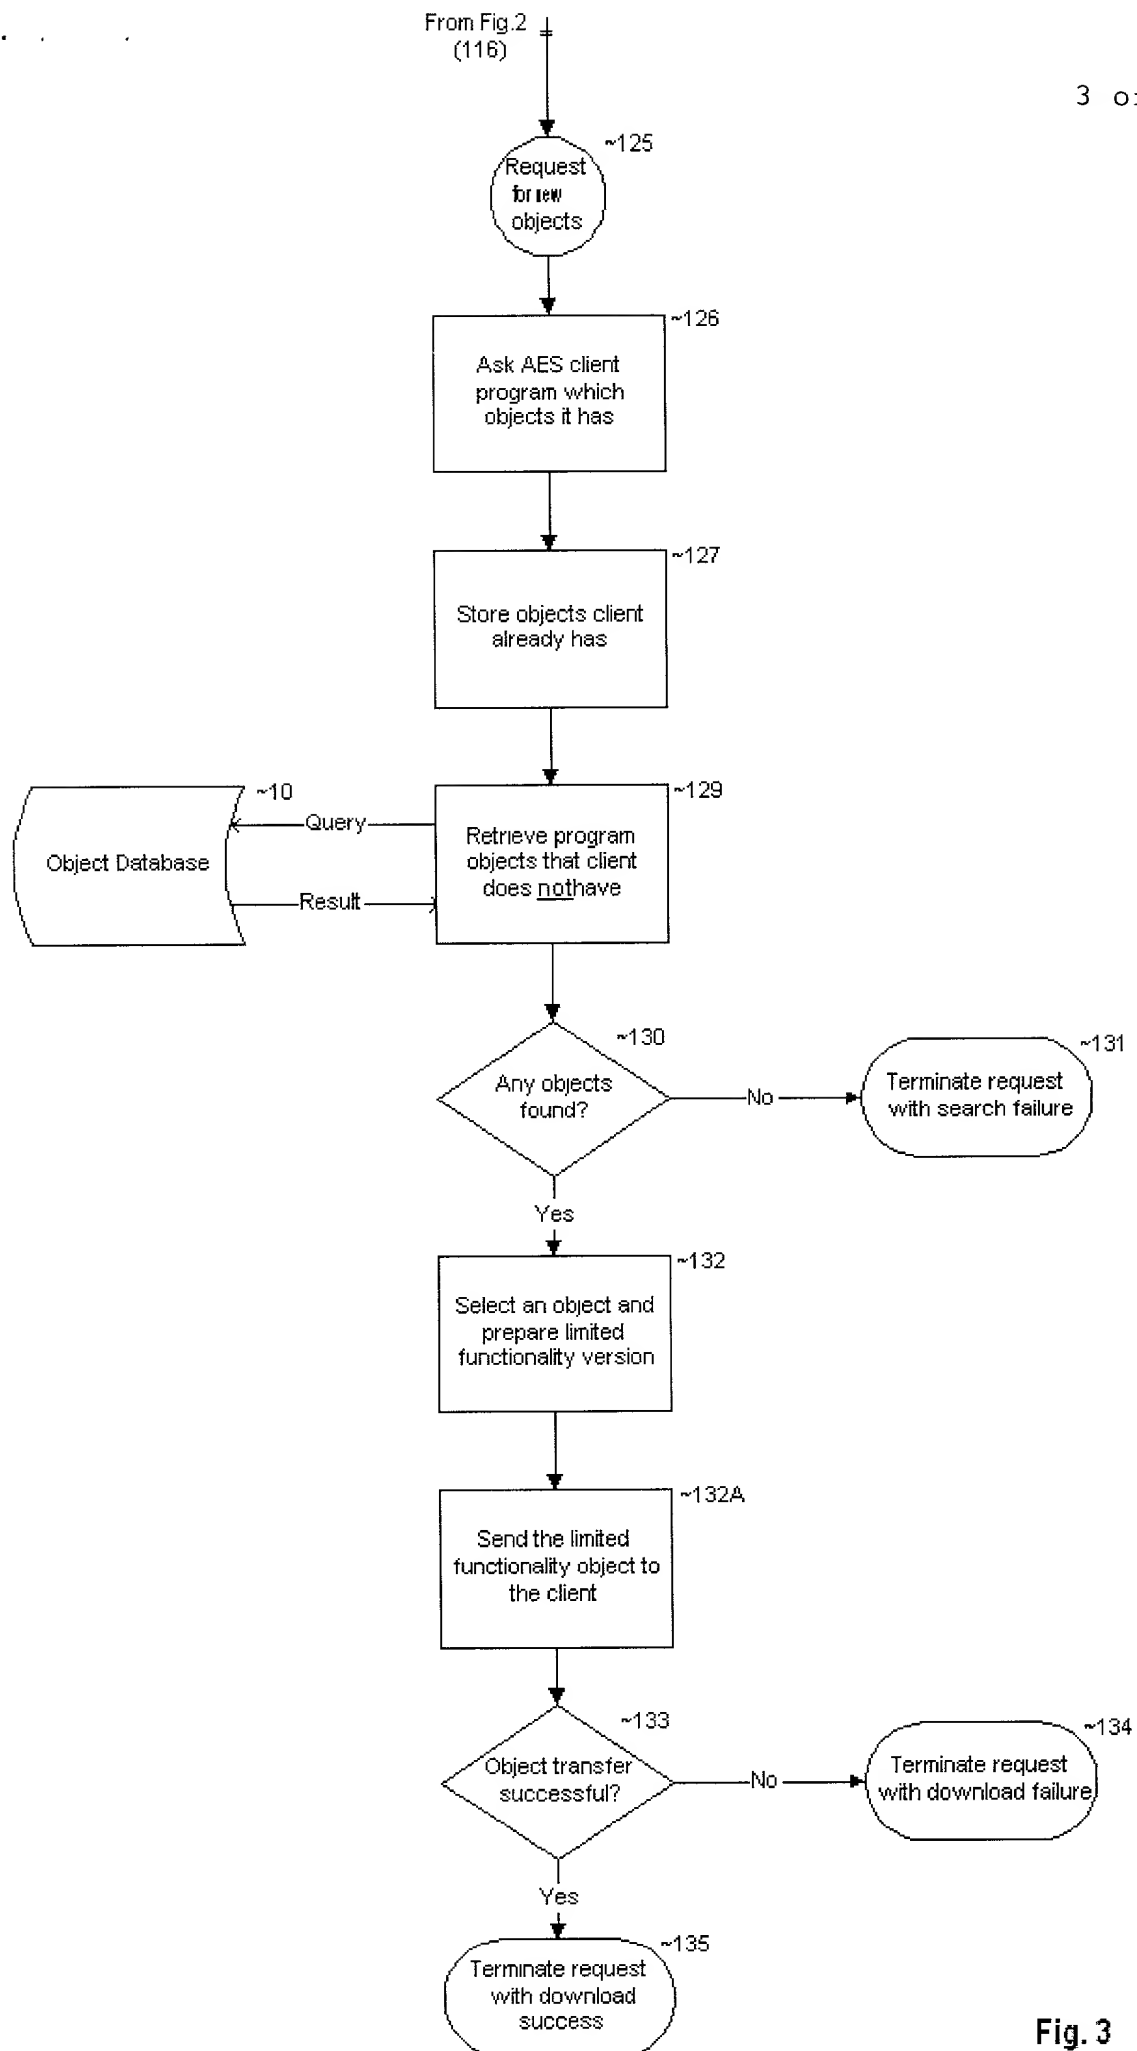 From Fig.2
(116)
3 o
~125
Request
for new
objects
~126
Ask AES client
program which
objects it has
~127
Store objects client
already has
~10
Object Database
Query
Result
~129
Retrieve program
objects that client
does not have
~130
Any objects
found?
No
~131
Terminate request
with search failure
Yes
~132
Select an object and
prepare limited
functionality version
~132A
Send the limited
functionality object to
the client
~133
Object transfer
successful?
No
~134
Terminate request
with download failure
Yes
~135
Terminate request
with download
success
Fig. 3